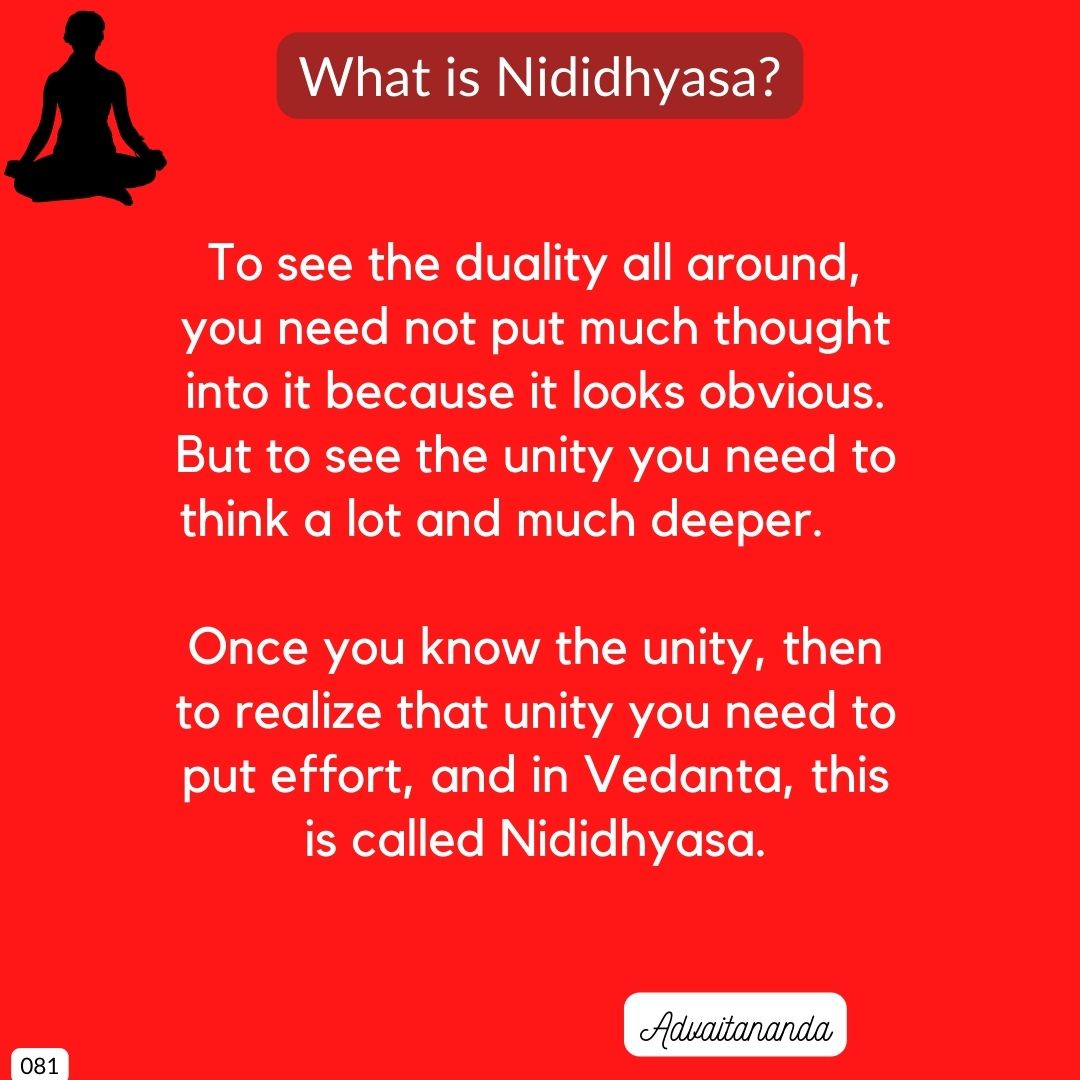 What is Nididhyasa?
To see the duality all around,
you need not put much thought
into it because it looks obvious.
But to see the unity you need to
think a lot and much deeper.
Once you know the unity, then
to realize that unity you need to
put effort, and in Vedanta, this
is called Nididhyasa.
Advaitananda
081